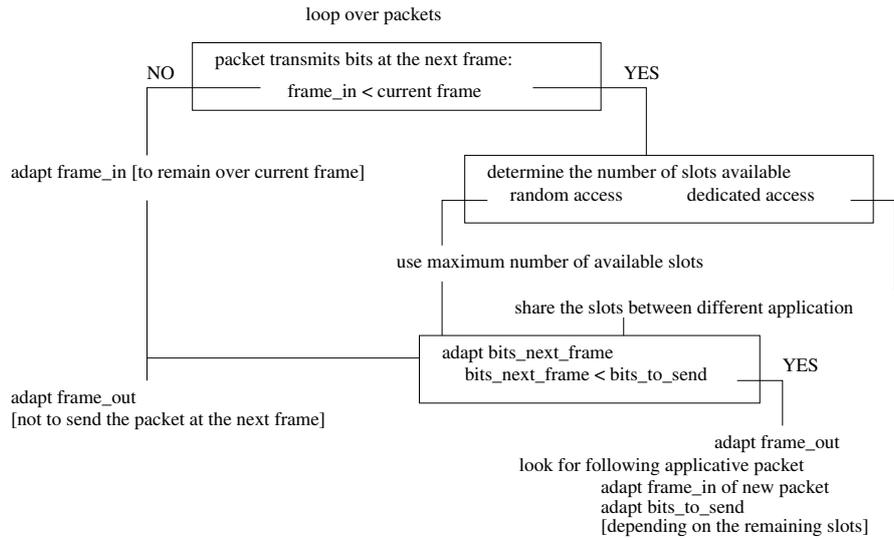 loop over packets
packet transmits bits at the next frame:
NO
YES
frame_in < current frame
adapt frame_in [to remain over current frame]
determine the number of slots available
random access
dedicated access
use maximum number of available slots
share the slots between different application
adapt bits_next_frame
bits_next_frame < bits_to_send
YES
adapt frame_out
[not to send the packet at the next frame]
adapt frame_out
look for following applicative packet
adapt frame_in of new packet
adapt bits_to_send
[depending on the remaining slots]